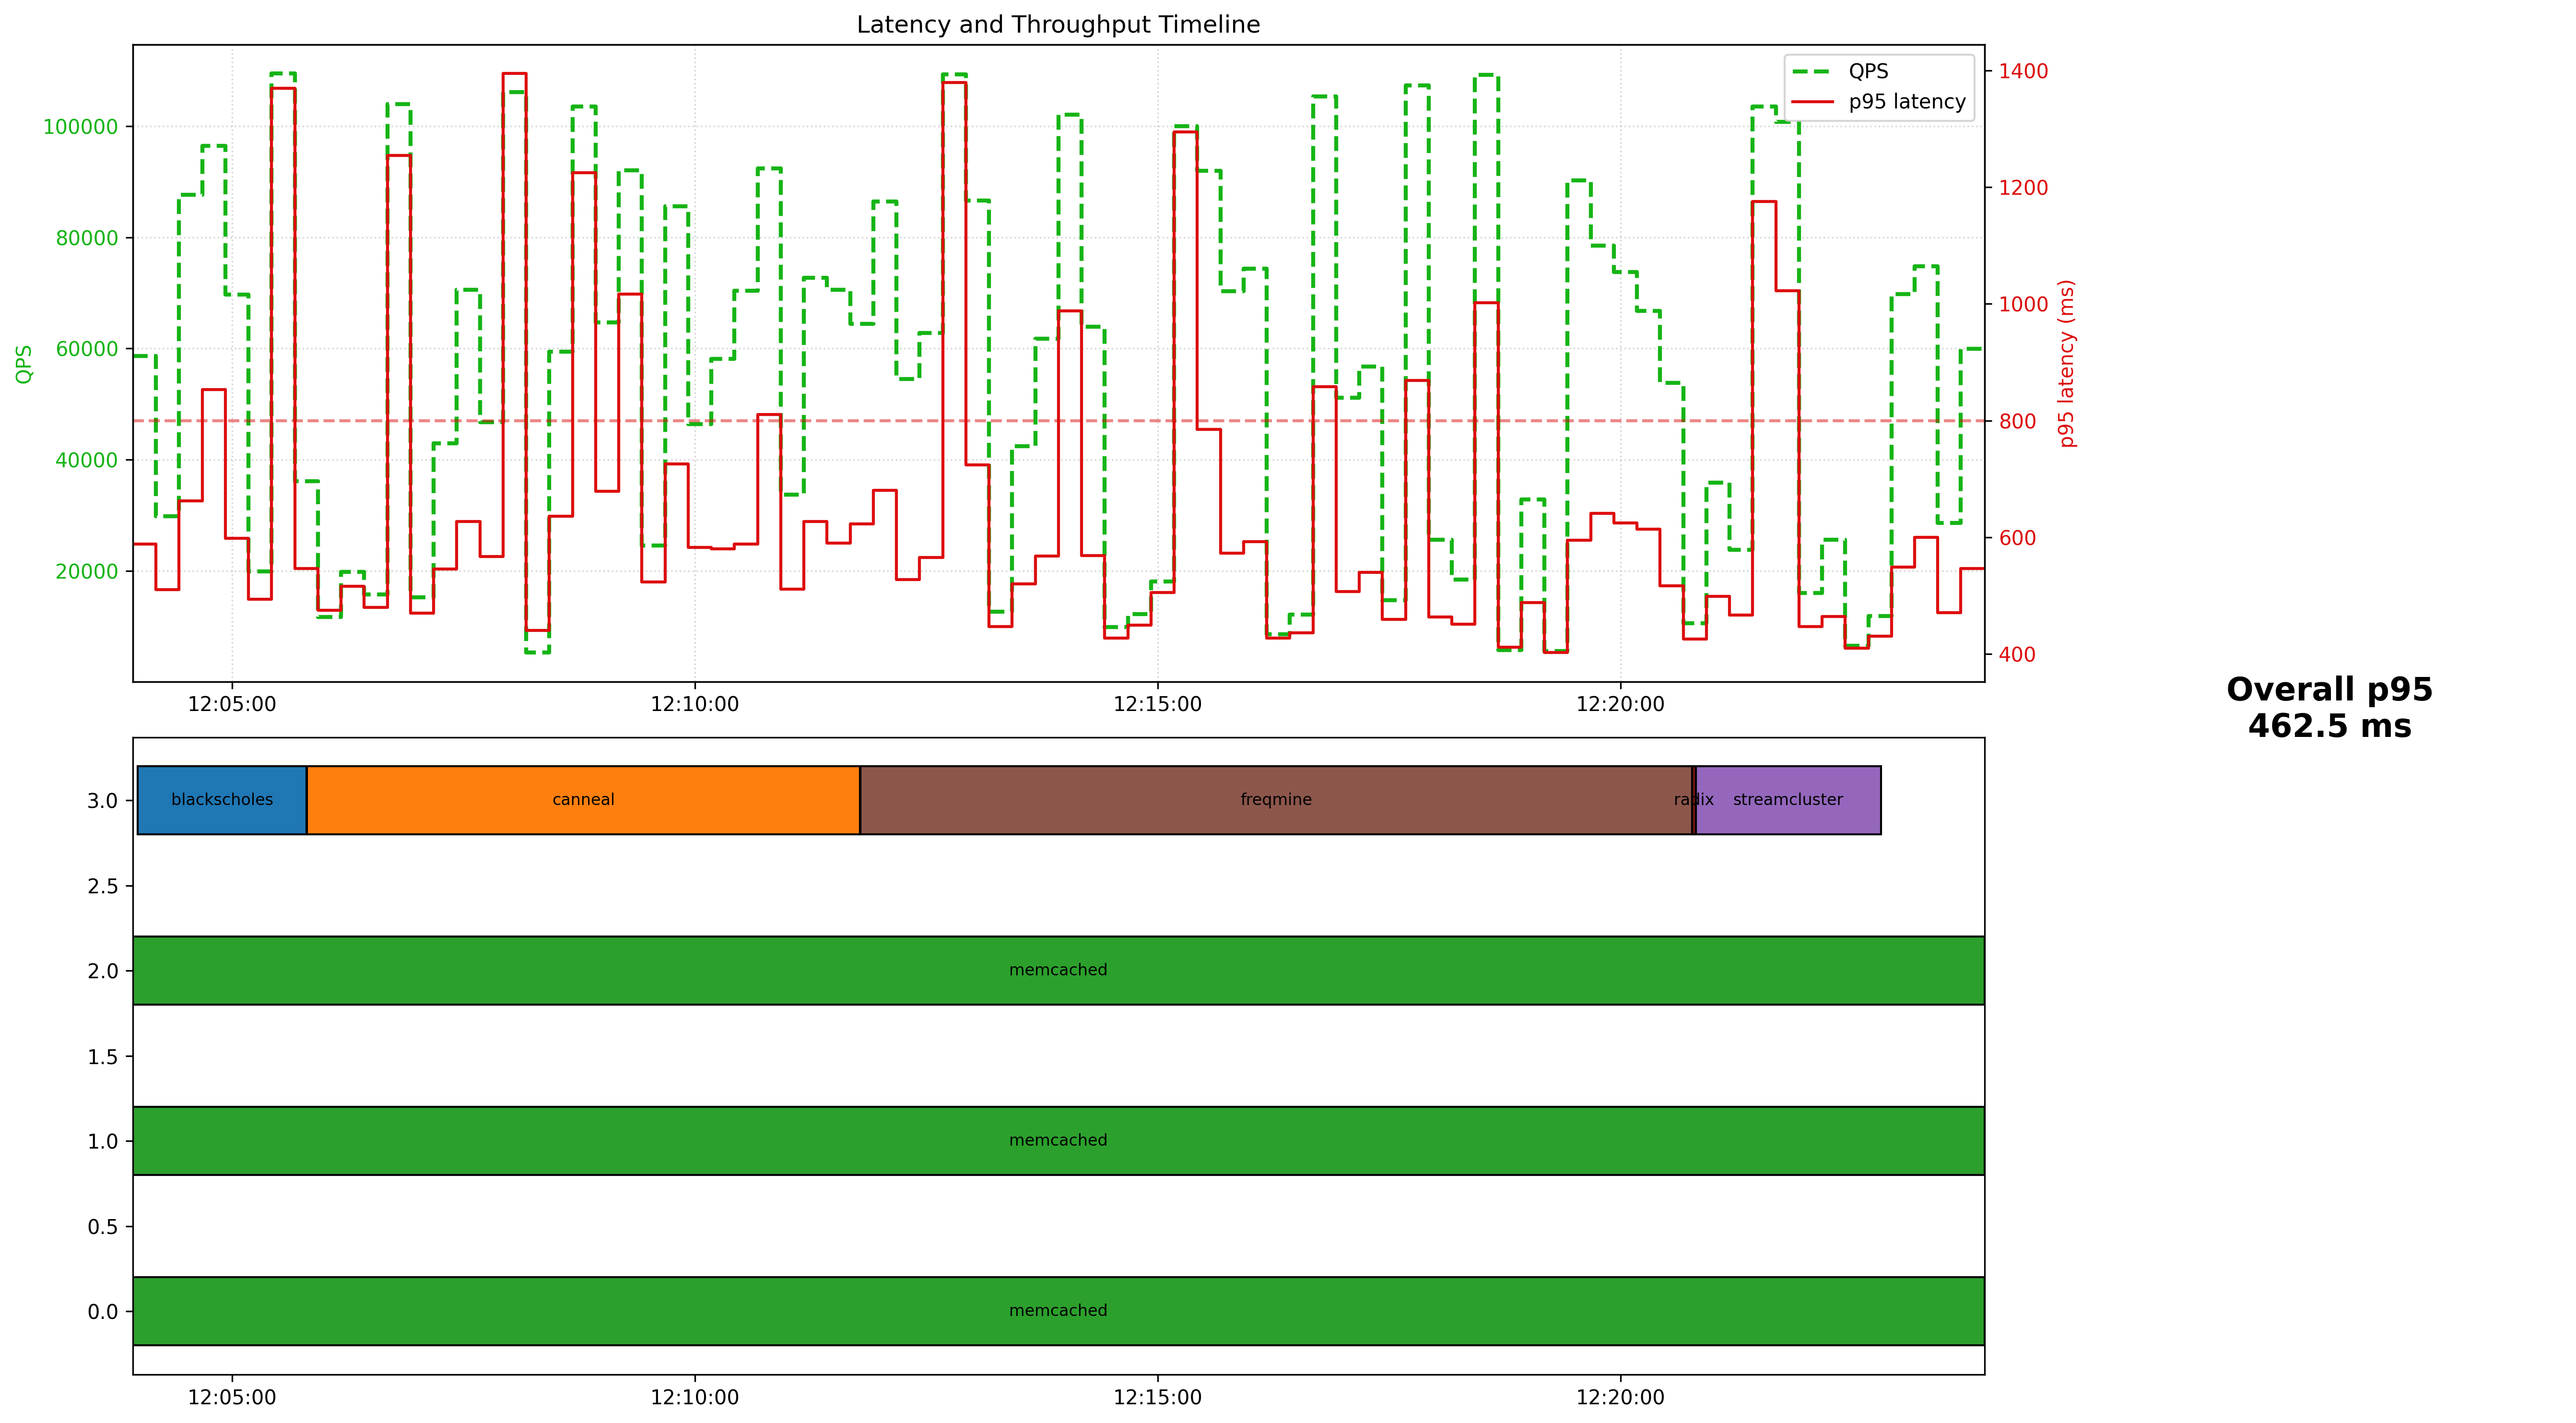 Latency and Throughput Timeline
QPS
p95 latency
100000
80000
60000
40000
20000
QPS
1400
1200
1000
800
600
400
p95 latency (ms)
12:05:00
12:10:00
12:15:00
12:20:00
Overall p95
462.5 ms
3.0
2.5
2.0
1.5
1.0
0.5
0.0
blackscholes
canneal
freqmine
radix
streamcluster
memcached
memcached
memcached
12:05:00
12:10:00
12:15:00
12:20:00